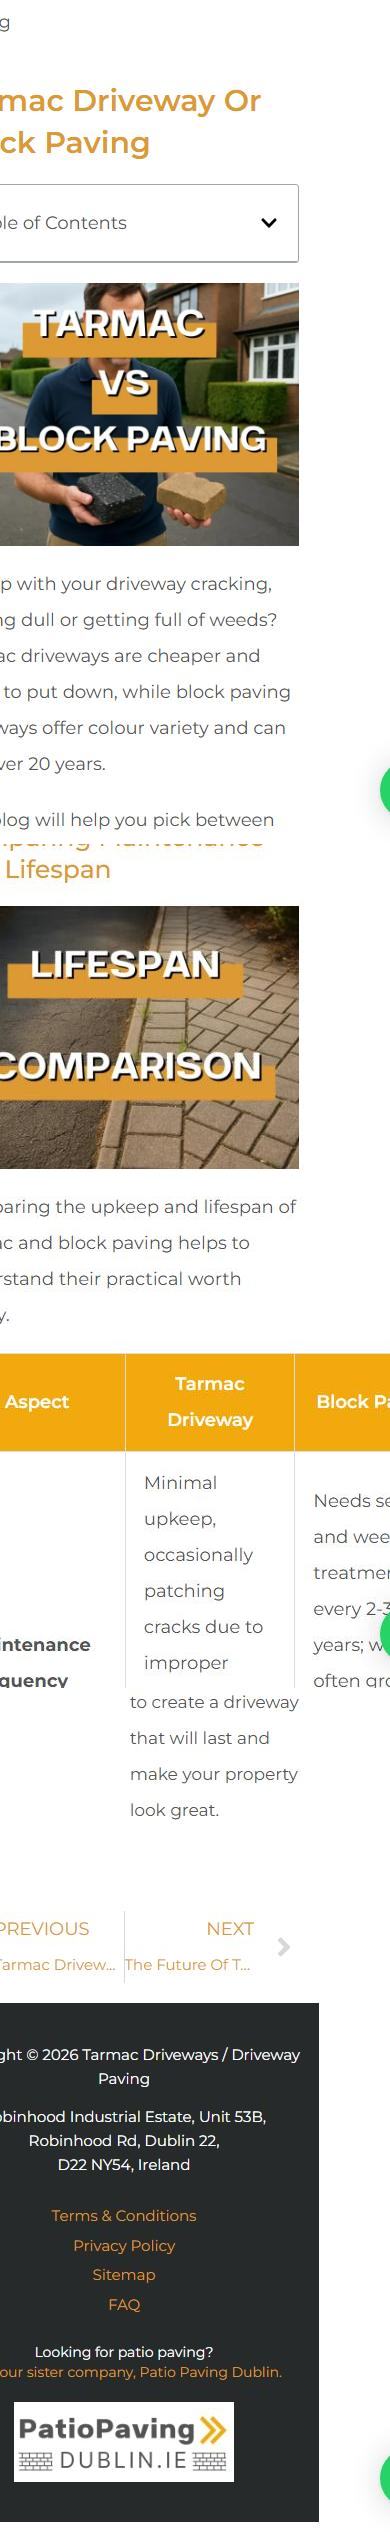 g
mac Driveway Or
ck Paving
le of Contents
TARMAC
VS
BLOCK PAVING
p with your driveway cracking,
ng dull or getting full of weeds?
ac driveways are cheaper and
to put down, while block paving
ways offer colour variety and can
ver 20 years.
log will help you pick between
paring Maintenance
Lifespan
LIFESPAN
COMPARISON
paring the upkeep and lifespan of
ac and block paving helps to
rstand their practical worth
y.
Aspect
Tarmac
Driveway
Block Pa
intenance
quency
Minimal
upkeep,
occasionally
patching
cracks due to
improper
Needs se
and wee
treatmen
every 2-3
years; w
often gro
to create a driveway
that will last and
make your property
look great.
PREVIOUS
Tarmac Drivew...
NEXT
The Future Of T...
ght © 2026 Tarmac Driveways / Driveway
Paving
obinhood Industrial Estate, Unit 53B,
Robinhood Rd, Dublin 22,
D22 NY54, Ireland
Terms & Conditions
Privacy Policy
Sitemap
FAQ
Looking for patio paving?
our sister company, Patio Paving Dublin.
PatioPaving
DUBLIN.IE